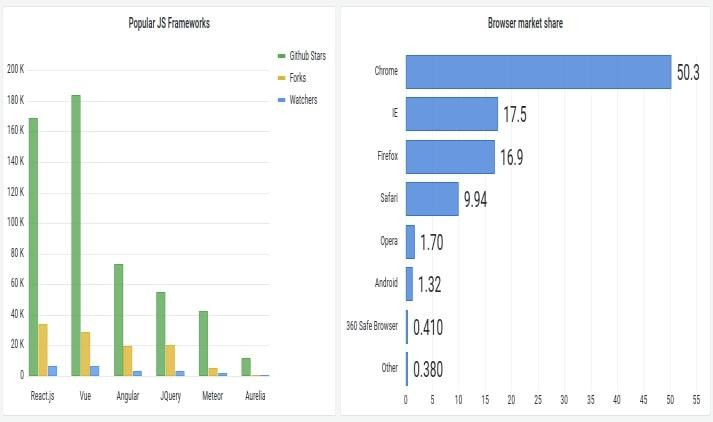 Popular JS Frameworks
Github Stars
Forks
Watchers
200 K
180 K
160 K
140 K
120 K
100 K
80 K
60 K
40 K
20 K
0
React.js Vue Angular JQuery Meteor Aurelia
Browser market share
Chrome 50.3
IE 17.5
Firefox 16.9
Safari 9.94
Opera 1.70
Android 1.32
360 Safe Browser 0.410
Other 0.380
0 5 10 15 20 25 30 35 40 45 50 55